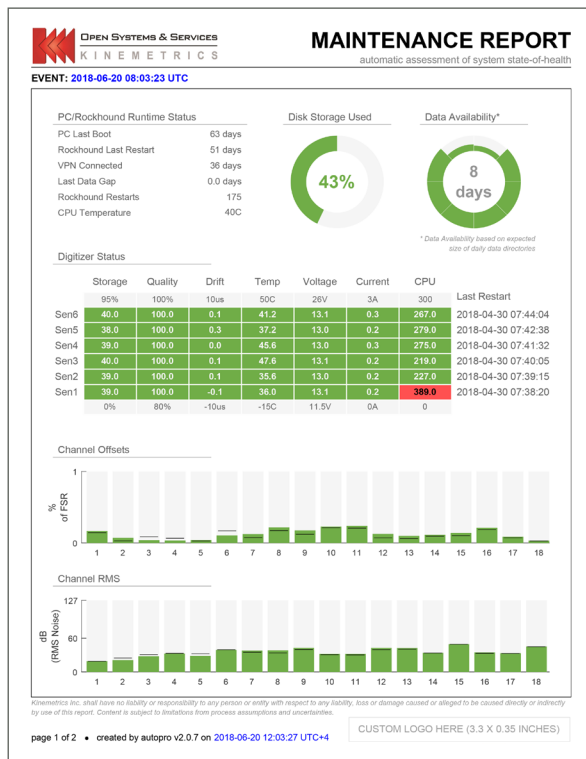 OPEN SYSTEMS & SERVICES
KINEMETRICS
MAINTENANCE REPORT
automatic assessment of system state-of-health
EVENT: 2018-06-20 08:03:23 UTC
PC/Rockhound Runtime Status
PC Last Boot 63 days
Rockhound Last Restart 51 days
VPN Connected 36 days
Last Data Gap 0.0 days
Rockhound Restarts 175
CPU Temperature 40C
Disk Storage Used
43%
Data Availability*
8
days
* Data Availability based on expected
size of daily data directories
Digitizer Status
Storage Quality Drift Temp Voltage Current CPU
95% 100% 10us 50C 26V 3A 300 Last Restart
Sen6 40.0 100.0 0.1 41.2 13.1 0.3 267.0 2018-04-30 07:44:04
Sen5 38.0 100.0 0.3 37.2 13.0 0.2 279.0 2018-04-30 07:42:38
Sen4 39.0 100.0 0.0 45.6 13.0 0.3 275.0 2018-04-30 07:41:32
Sen3 40.0 100.0 0.1 47.6 13.1 0.2 219.0 2018-04-30 07:40:05
Sen2 39.0 100.0 0.1 35.6 13.0 0.2 227.0 2018-04-30 07:39:15
Sen1 39.0 100.0 -0.1 36.0 13.1 0.2 389.0 2018-04-30 07:38:20
0% 80% -10us -15C 11.5V 0A 0
Channel Offsets
1
%
of FSR
0
1 2 3 4 5 6 7 8 9 10 11 12 13 14 15 16 17 18
Channel RMS
127
dB
(RMS Noise)
60
0
1 2 3 4 5 6 7 8 9 10 11 12 13 14 15 16 17 18
Kinemetrics Inc. shall have no liability or responsibility to any person or entity with respect to any liability, loss or damage caused or alleged to be caused directly or indirectly
by use of this report. Content is subject to limitations from process assumptions and uncertainties.
page 1 of 2 • created by autopro v2.0.7 on 2018-06-20 12:03:27 UTC+4
CUSTOM LOGO HERE (3.3 X 0.35 INCHES)